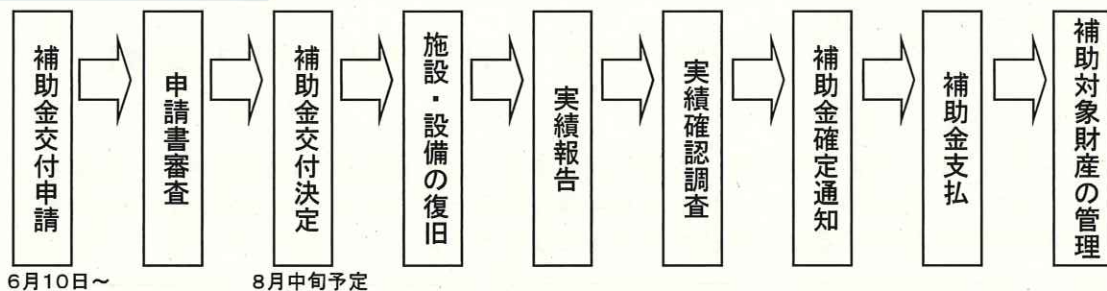 補助金交付申請
申請書審査
補助金交付決定
施設・設備の復旧
実績報告
実績確認調査
補助金確定通知
補助金支払
補助対象財産の管理
6月10日～
8月中旬予定